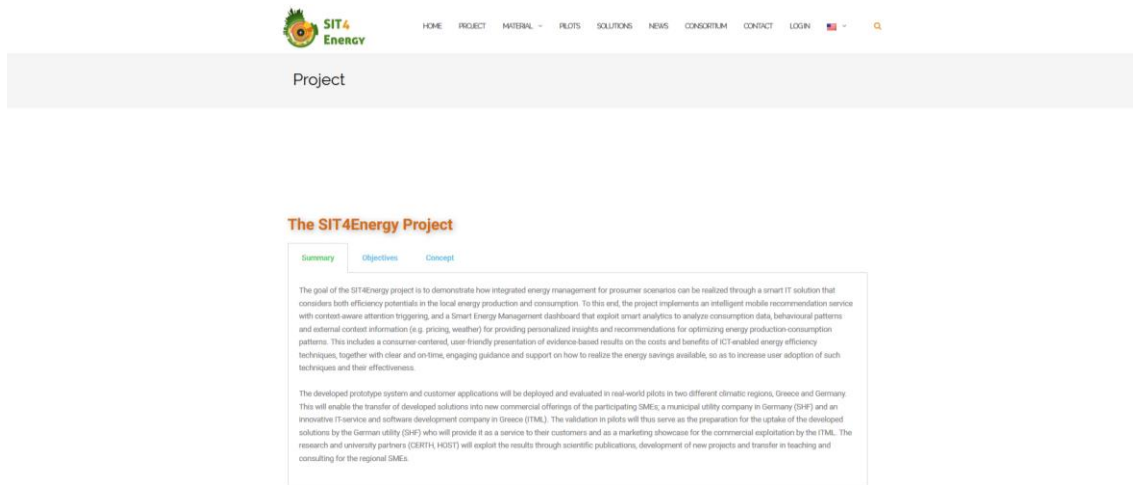 SIT4
Energy
HOME PROJECT MATERIAL PILOTS SOLUTIONS NEWS CONSORTIUM CONTACT LOGIN
Project
The SIT4Energy Project
Summary Objectives Concept
The goal of the SIT4Energy project is to demonstrate how integrated energy management for prosumer scenarios can be realized through a smart IT solution that
considers both efficiency potentials in the local energy production and consumption. To this end, the project implements an intelligent mobile recommendation service
with context-aware attention triggering, and a Smart Energy Management dashboard that exploit smart analytics to analyze consumption data, behavioural patterns
and external context information (e.g. pricing, weather) for providing personalized insights and recommendations for optimizing energy production-consumption
patterns. This includes a consumer-centered, user-friendly presentation of evidence-based results on the costs and benefits of ICT-enabled energy efficiency
techniques, together with clear and on-time, engaging guidance and support on how to realize the energy savings available, so as to increase user adoption of such
techniques and their effectiveness.
The developed prototype system and customer applications will be deployed and evaluated in real-world pilots in two different climatic regions, Greece and Germany.
This will enable the transfer of developed solutions into new commercial offerings of the participating SMEs; a municipal utility company in Germany (SHF) and an
innovative IT-service and software development company in Greece (ITML). The validation in pilots will thus serve as the preparation for the uptake of the developed
solutions by the German utility (SHF) who will provide it as a service to their customers and as a marketing showcase for the commercial exploitation by the ITML. The
research and university partners (CERTH, HOST) will exploit the results through scientific publications, development of new projects and transfer in teaching and
consulting for the regional SMEs.